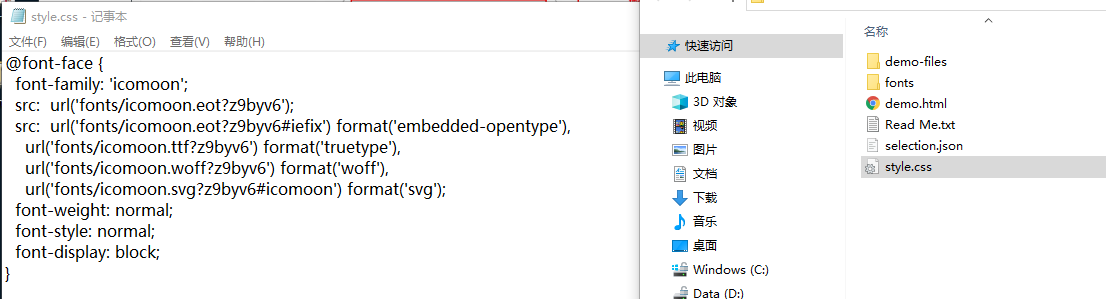 style.css - 记事本
文件(F) 编辑(E) 格式(O) 查看(V) 帮助(H)
@font-face {
  font-family: 'icomoon';
  src:  url('fonts/icomoon.eot?z9byv6');
  src:  url('fonts/icomoon.eot?z9byv6#iefix') format('embedded-opentype'),
    url('fonts/icomoon.ttf?z9byv6') format('truetype'),
    url('fonts/icomoon.woff?z9byv6') format('woff'),
    url('fonts/icomoon.svg?z9byv6#icomoon') format('svg');
  font-weight: normal;
  font-style: normal;
  font-display: block;
}
快速访问
此电脑
3D 对象
视频
图片
文档
下载
音乐
桌面
Windows (C:)
Data (D:)
名称
demo-files
fonts
demo.html
Read Me.txt
selection.json
style.css